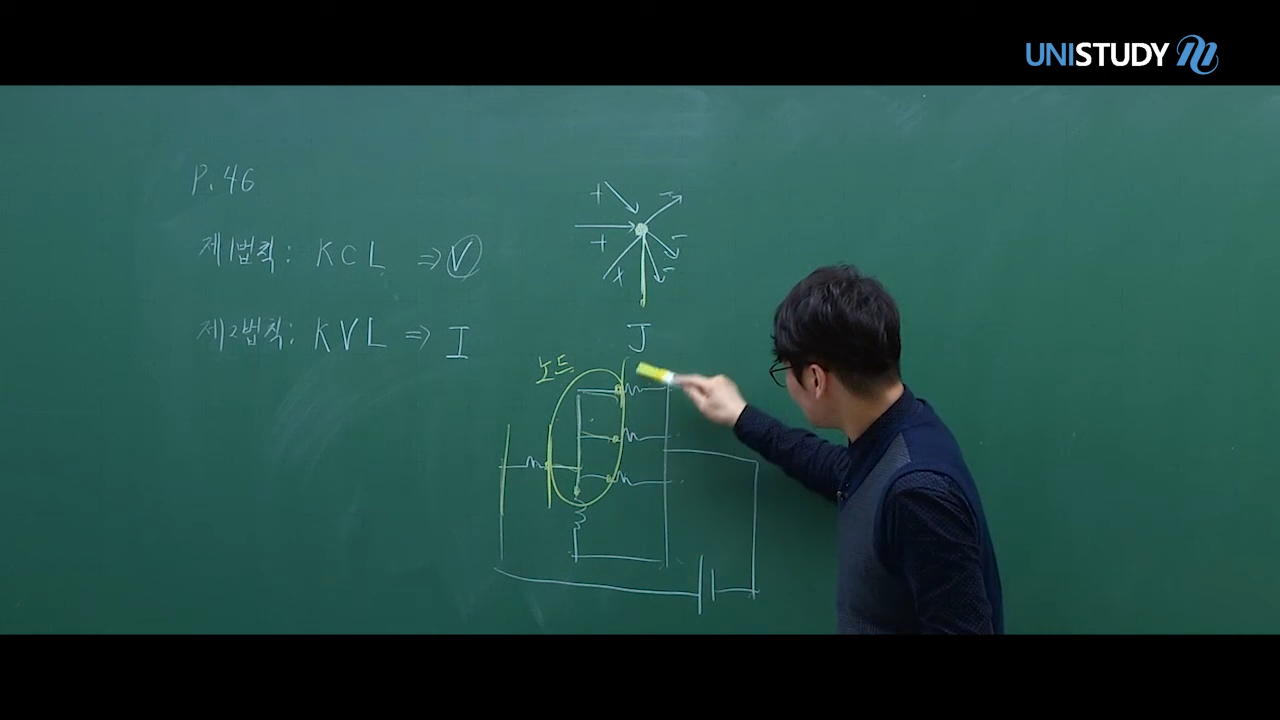 UNISTUDY
P. 46
제1법칙: KCL ⇒ V
제2법칙: KVL ⇒ I
+ -
+ -
+ -
J
노드